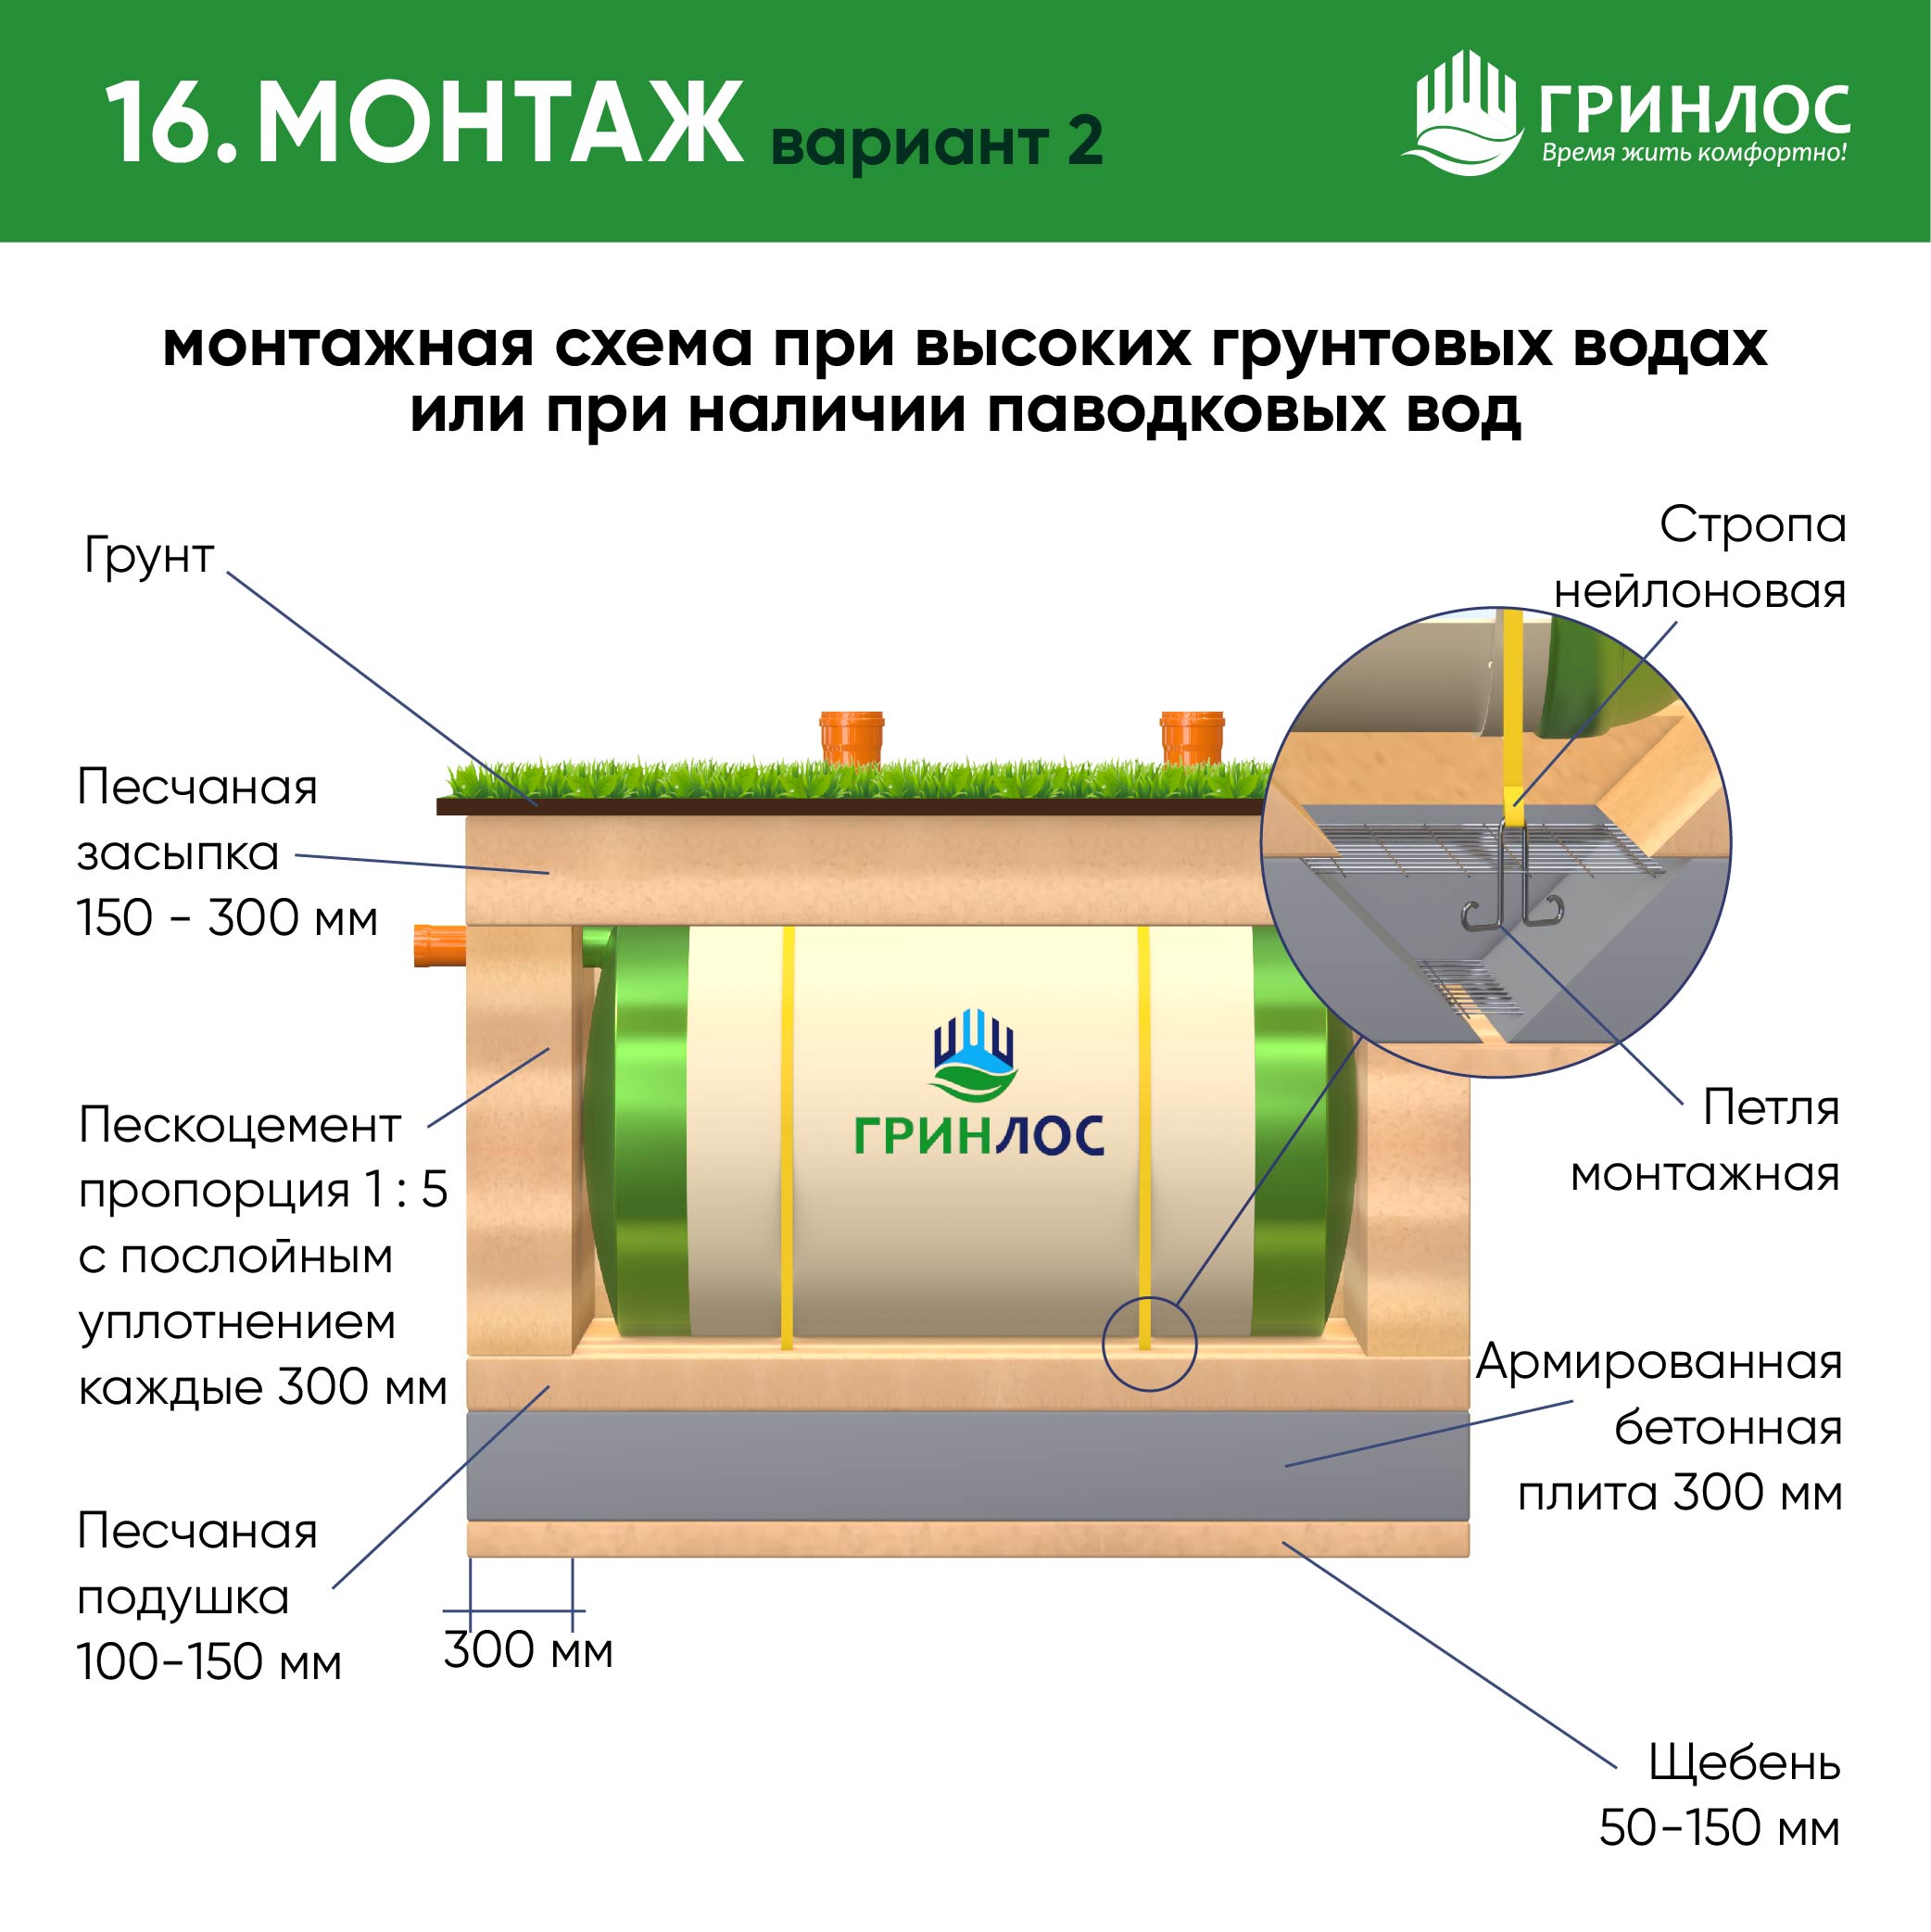 16. МОНТАЖ вариант 2
ГРИНЛОС
Время жить комфортно!
монтажная схема при высоких грунтовых водах
или при наличии паводковых вод
Грунт
Стропа
нейлоновая
Песчаная
засыпка
150 - 300 мм
Пескоцемент
пропорция 1 : 5
с послойным
уплотнением
каждые 300 мм
ГРИНЛОС
Петля
монтажная
Армированная
бетонная
плита 300 мм
Песчаная
подушка
100-150 мм
300 мм
Щебень
50-150 мм